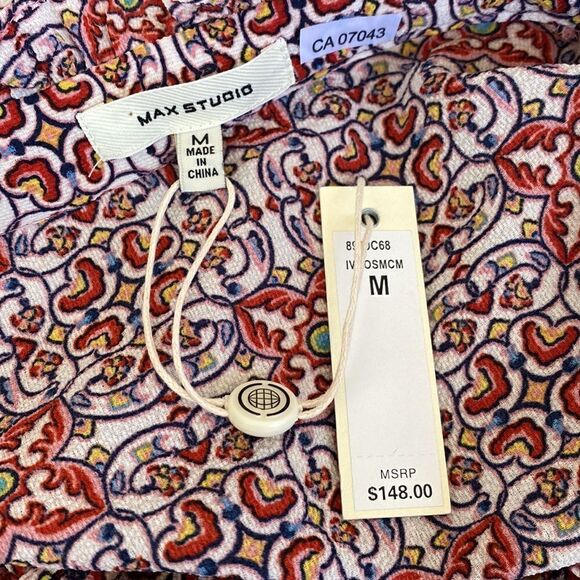 CA 07043
MAX STUDIO
M
MADE
IN
CHINA
M
MSRP
$148.00